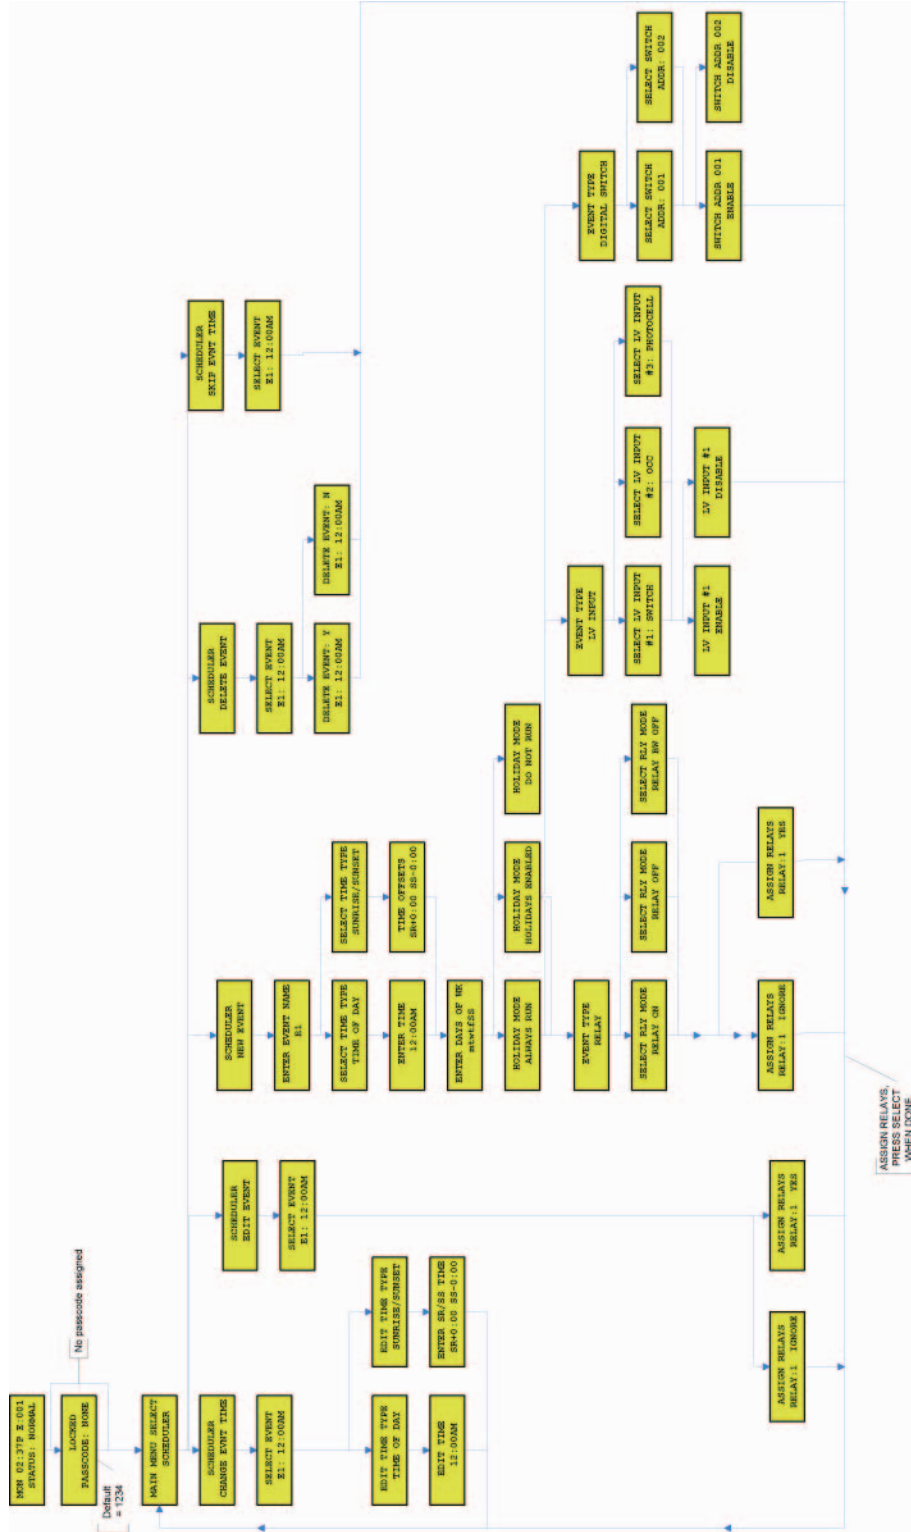 MON 02:37P E:001
STATUS: NORMAL
LOCKED
PASSCODE: NONE
No passcode assigned
Default
= 1234
MAIN MENU SELECT
SCHEDULER
SCHEDULER
CHANGE EVNT TIME
SELECT EVENT
E1: 12:00AM
EDIT TIME TYPE
TIME OF DAY
EDIT TIME
12:00AM
EDIT TIME TYPE
SUNRISE/SUNSET
ENTER SR/SS TIME
SR+0:00 SS-0:00
SCHEDULER
EDIT EVENT
SELECT EVENT
E1: 12:00AM
ASSIGN RELAYS
RELAY:1 IGNORE
ASSIGN RELAYS
RELAY:1 YES
SCHEDULER
NEW EVENT
ENTER EVENT NAME
E1
SELECT TIME TYPE
TIME OF DAY
SELECT TIME TYPE
SUNRISE/SUNSET
ENTER TIME
12:00AM
TIME OFFSETS
SR+0:00 SS-0:00
ENTER DAYS OF WK
mtwtfSS
HOLIDAY MODE
ALWAYS RUN
HOLIDAY MODE
HOLIDAYS ENABLED
HOLIDAY MODE
DO NOT RUN
EVENT TYPE
RELAY
SELECT RLY MODE
RELAY ON
SELECT RLY MODE
RELAY OFF
SELECT RLY MODE
RELAY BW OFF
ASSIGN RELAYS
RELAY:1 IGNORE
ASSIGN RELAYS
RELAY:1 YES
ASSIGN RELAYS,
PRESS SELECT
WHEN DONE
SCHEDULER
DELETE EVENT
SELECT EVENT
E1: 12:00AM
DELETE EVENT: Y
E1: 12:00AM
DELETE EVENT: N
E1: 12:00AM
SCHEDULER
SKIP EVNT TIME
SELECT EVENT
E1: 12:00AM
EVENT TYPE
LV INPUT
SELECT LV INPUT
#1: SWITCH
SELECT LV INPUT
#2: OCC
SELECT LV INPUT
#3: PHOTOCELL
LV INPUT #1
ENABLE
LV INPUT #1
DISABLE
EVENT TYPE
DIGITAL SWITCH
SELECT SWITCH
ADDR: 001
SELECT SWITCH
ADDR: 002
SWITCH ADDR 001
ENABLE
SWITCH ADDR 002
DISABLE